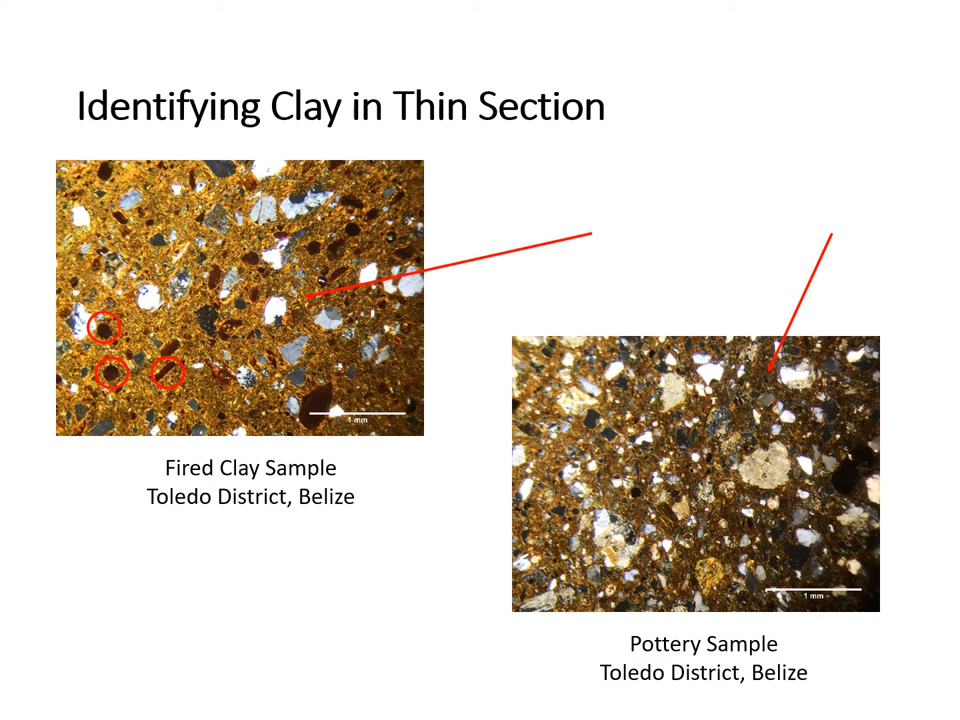 Identifying Clay in Thin Section
1 mm
Fired Clay Sample
Toledo District, Belize
1 mm
Pottery Sample
Toledo District, Belize